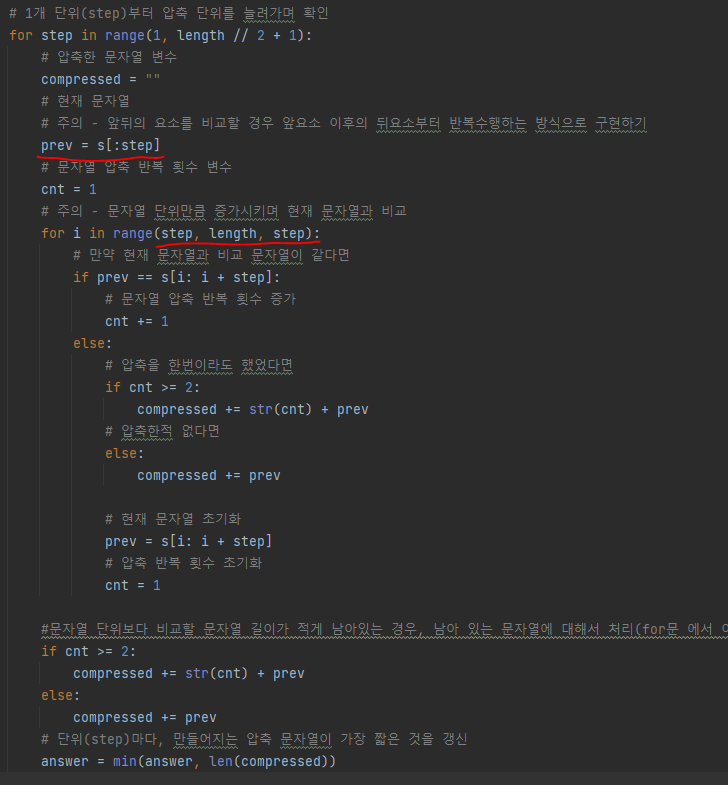 # 1개 단위(step)부터 압축 단위를 늘려가며 확인
for step in range(1, length // 2 + 1):
# 압축한 문자열 변수
compressed = ""
# 현재 문자열
# 주의 - 앞뒤의 요소를 비교할 경우 앞요소 이후의 뒤요소부터 반복수행하는 방식으로 구현하기
prev = s[:step]
# 문자열 압축 반복 횟수 변수
cnt = 1
# 주의 - 문자열 단위만큼 증가시키며 현재 문자열과 비교
for i in range(step, length, step):
# 만약 현재 문자열과 비교 문자열이 같다면
if prev == s[i: i + step]:
# 문자열 압축 반복 횟수 증가
cnt += 1
else:
# 압축을 한번이라도 했었다면
if cnt >= 2:
compressed += str(cnt) + prev
# 압축한적 없다면
else:
compressed += prev
# 현재 문자열 초기화
prev = s[i: i + step]
# 압축 반복 횟수 초기화
cnt = 1
#문자열 단위보다 비교할 문자열 길이가 적게 남아있는 경우, 남아 있는 문자열에 대해서 처리(for문 에서
if cnt >= 2:
compressed += str(cnt) + prev
else:
compressed += prev
# 단위(step)마다, 만들어지는 압축 문자열이 가장 짧은 것을 갱신
answer = min(answer, len(compressed))